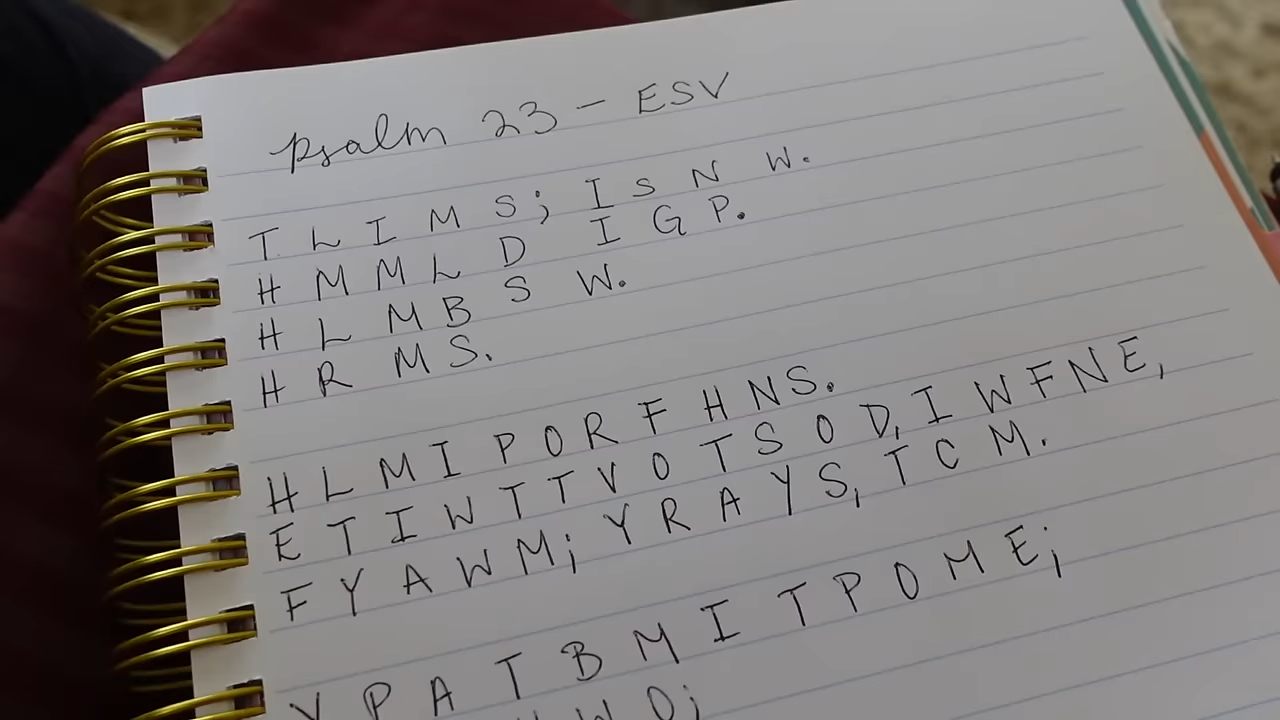 Psalm 23 – ESV
T L I M S; I S N W.
H M M L D I G P.
H L M B S W.
H R M S.
H L M I P O R F H N S.
E T I W T T V O T S O D, I W F N E,
F Y A W M; Y R A Y S, T C M.
Y P A T B M I T P O M E;
W O;